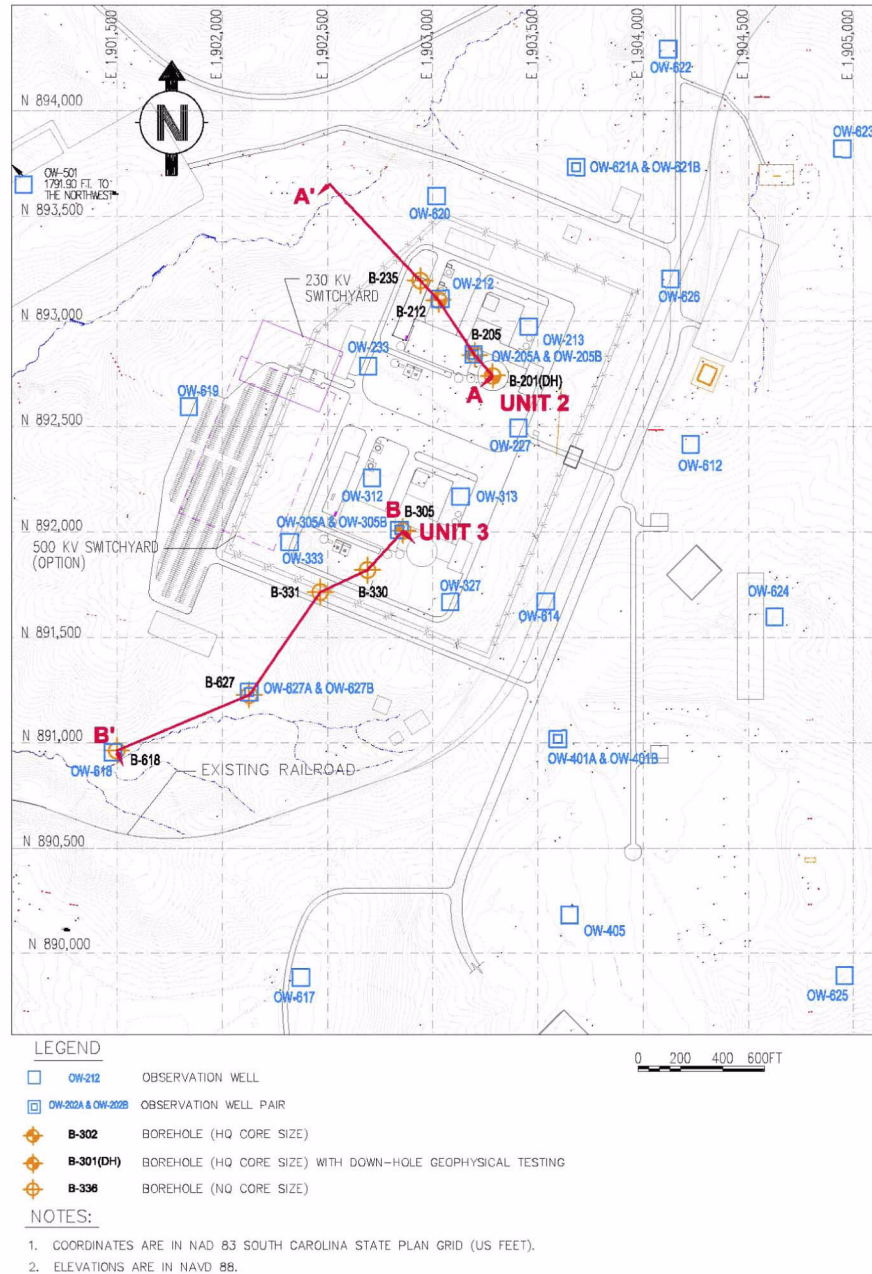 E 1,901,500
E 1,902,000
E 1,902,500
E 1,903,000
E 1,903,500
E 1,904,000
E 1,904,500
E 1,905,000
OW-622
N 894,000
OW-623
N
OW-621A & OW-621B
OW-501
1791.90 FT. TO
THE NORTHWEST
A'
OW-620
N 893,500
B-235
OW-212
230 KV
SWITCHYARD
OW-626
B-212
N 893,000
OW-213
B-205
OW-233
OW-205A & OW-205B
B-201(DH)
A
UNIT 2
OW-619
N 892,500
OW-227
OW-612
OW-312
OW-313
B
B-305
OW-305A & OW-305B
N 892,000
UNIT 3
500 KV SWITCHYARD
(OPTION)
OW-333
B-331
B-330
OW-327
OW-614
OW-624
N 891,500
B-627
OW-627A & OW-627B
B'
N 891,000
OW-618
B-618
OW-401A & OW-401B
EXISTING RAILROAD
N 890,500
OW-405
N 890,000
OW-617
OW-625
LEGEND
OW-212 OBSERVATION WELL
OW-202A & OW-202B OBSERVATION WELL PAIR
B-302 BOREHOLE (HQ CORE SIZE)
B-301(DH) BOREHOLE (HQ CORE SIZE) WITH DOWN-HOLE GEOPHYSICAL TESTING
B-336 BOREHOLE (NQ CORE SIZE)
0 200 400 600FT
NOTES:
1. COORDINATES ARE IN NAD 83 SOUTH CAROLINA STATE PLAN GRID (US FEET).
2. ELEVATIONS ARE IN NAVD 88.